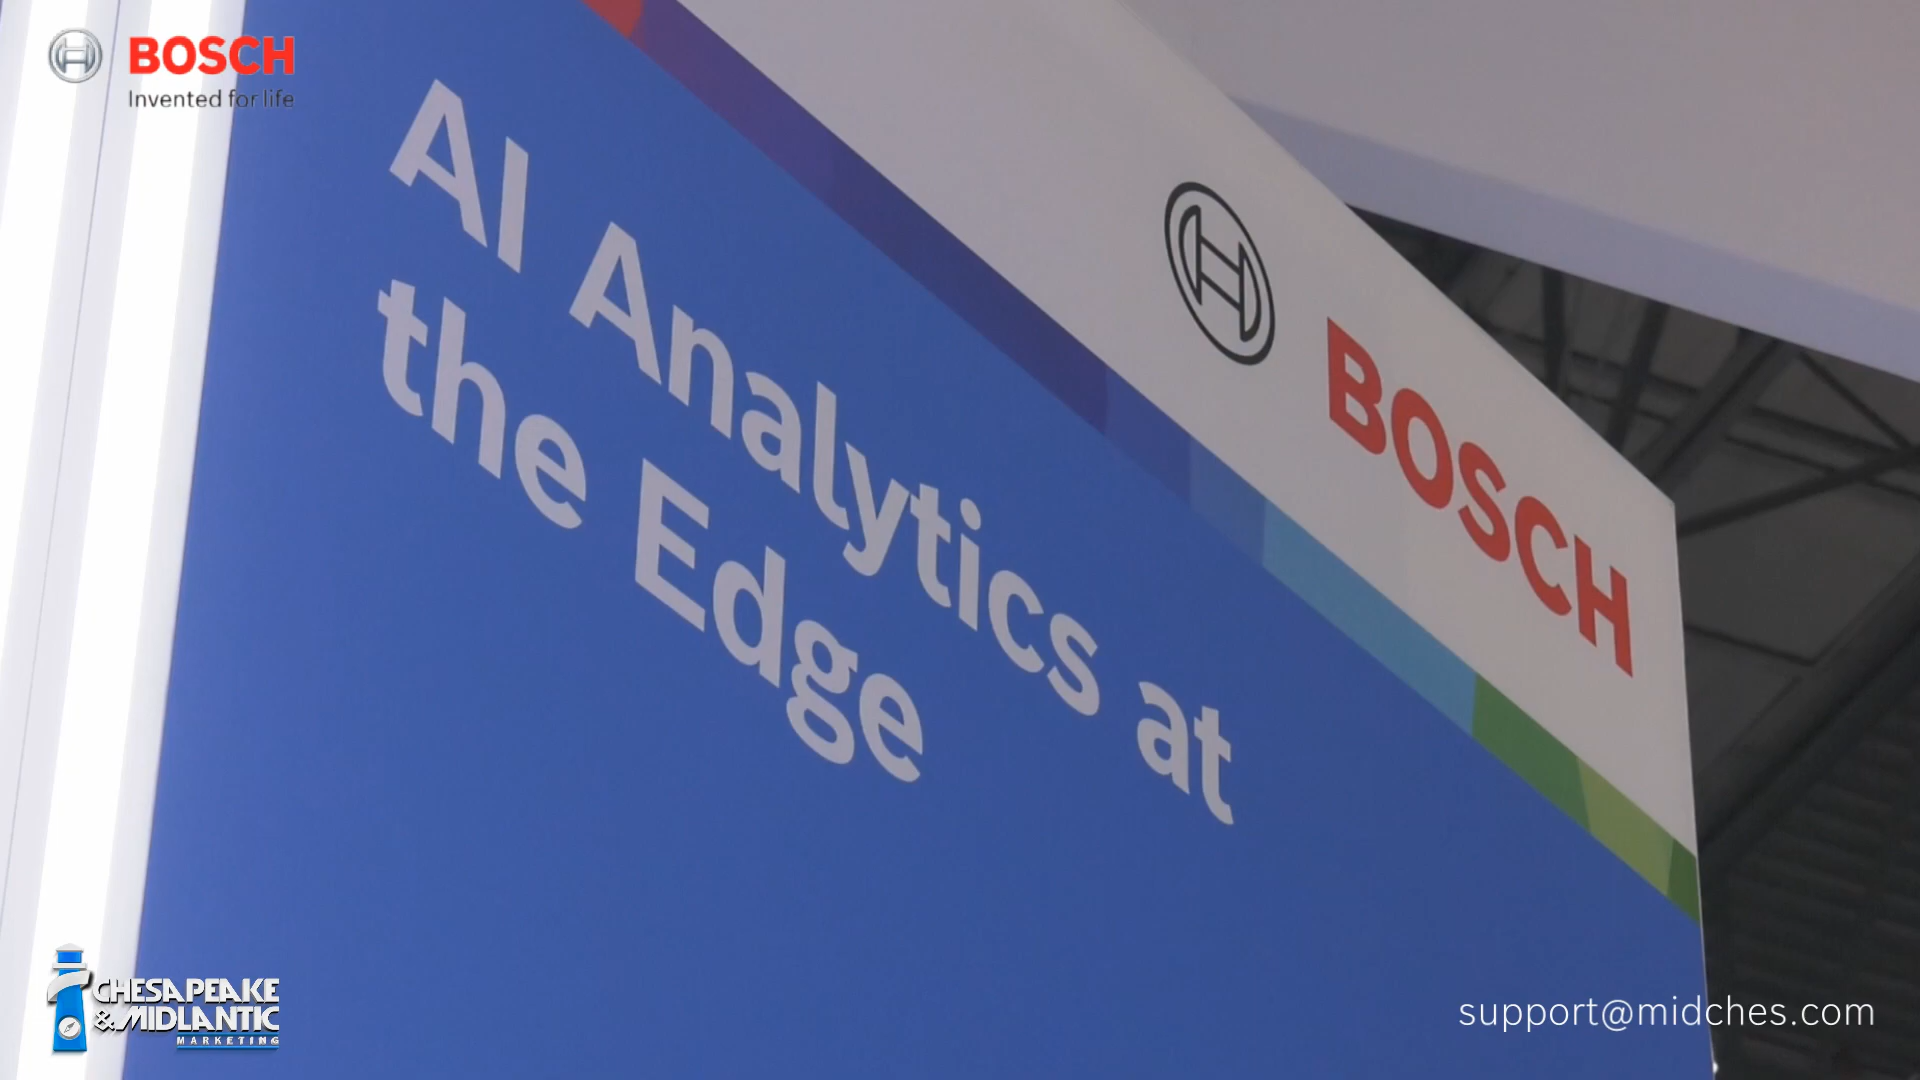 BOSCH
Invented for life
AI Analytics at
the Edge
BOSCH
CHESAPEAKE
& MIDLANTIC
MARKETING
support@midches.com